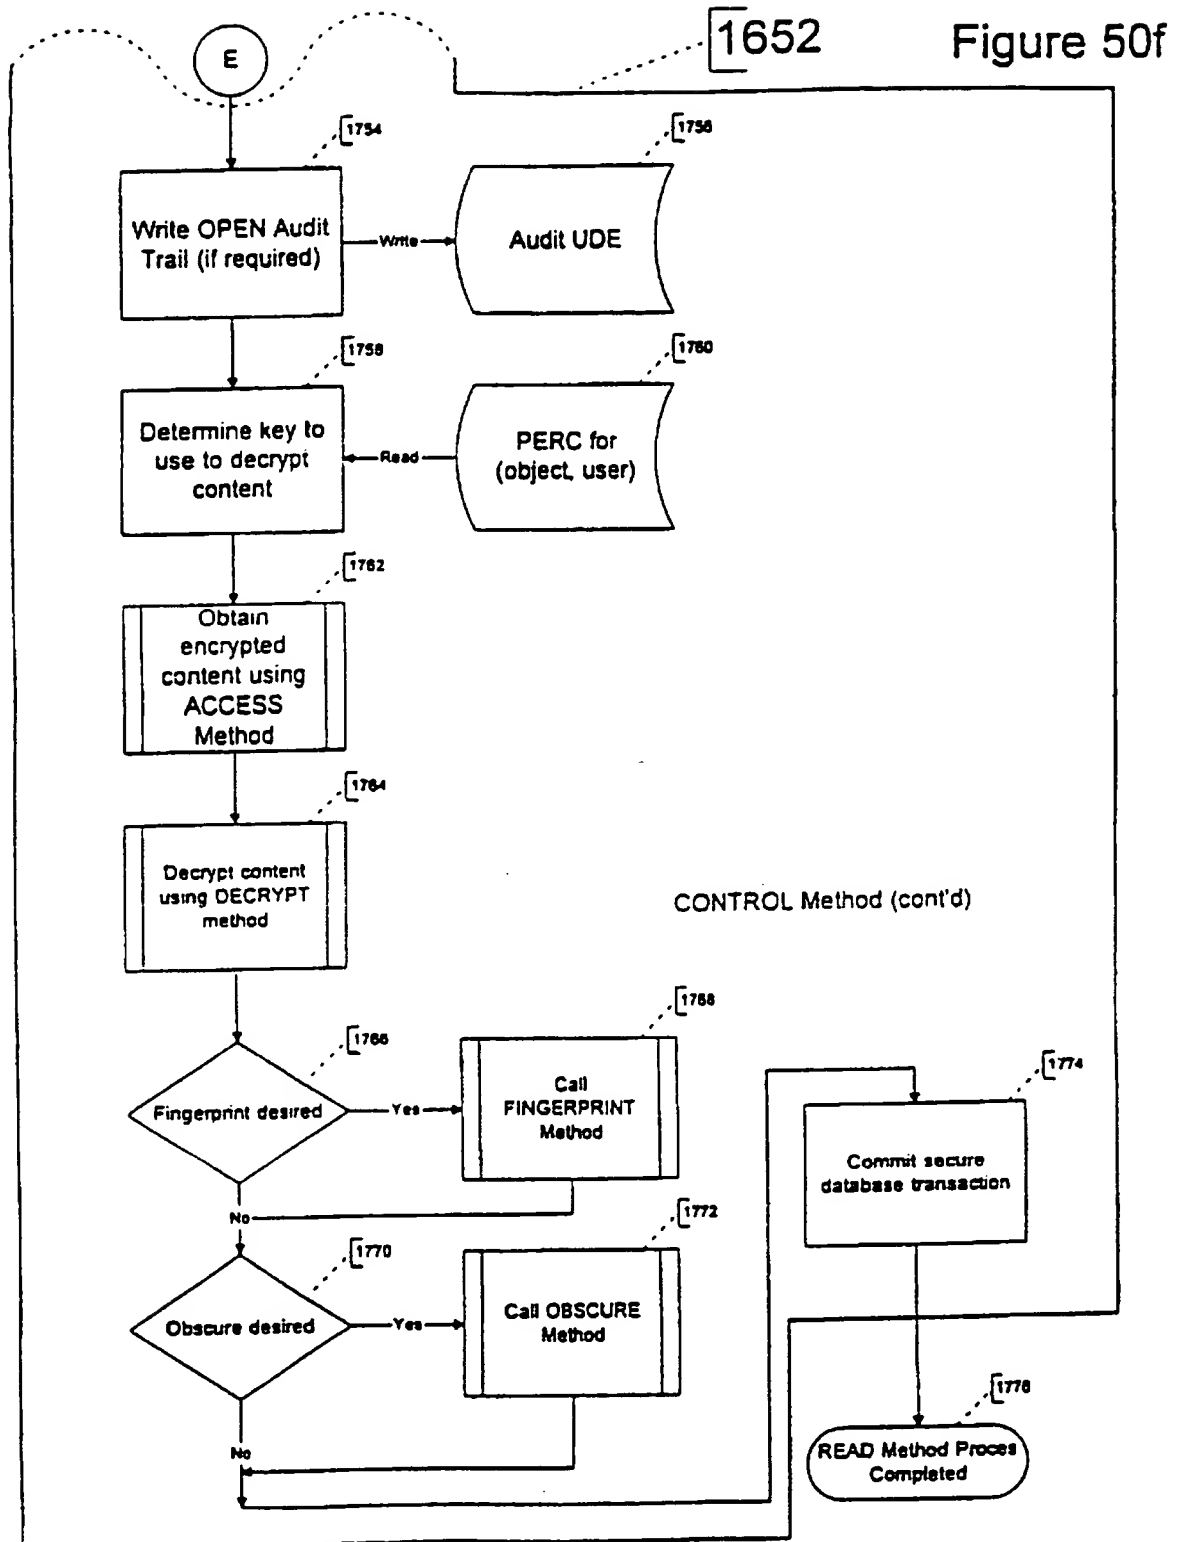 1652
Figure 50f
E
1754
1756
Write OPEN Audit
Trail (if required)
Write
Audit UDE
1758
1760
Determine key to
use to decrypt
content
Read
PERC for
(object, user)
1762
Obtain
encrypted
content using
ACCESS
Method
1764
Decrypt content
using DECRYPT
method
CONTROL Method (cont'd)
1766
1768
Fingerprint desired
Yes
Call
FINGERPRINT
Method
1774
Commit secure
database transaction
No
1770
1772
Obscure desired
Yes
Call OBSCURE
Method
No
1776
READ Method Proces
Completed